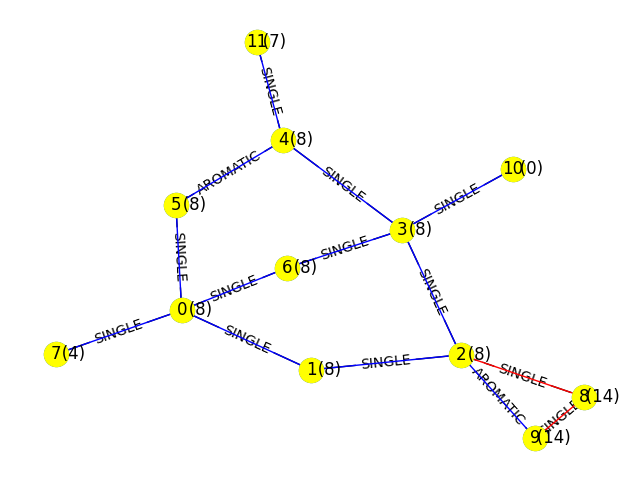 11(7)
SINGLE
4(8)
AROMATIC
SINGLE
10(0)
SINGLE
5(8)
SINGLE
3(8)
SINGLE
6(8)
SINGLE
SINGLE
0(8)
SINGLE
7(4)
SINGLE
1(8)
SINGLE
2(8)
SINGLE
AROMATIC
8(14)
SINGLE
9(14)